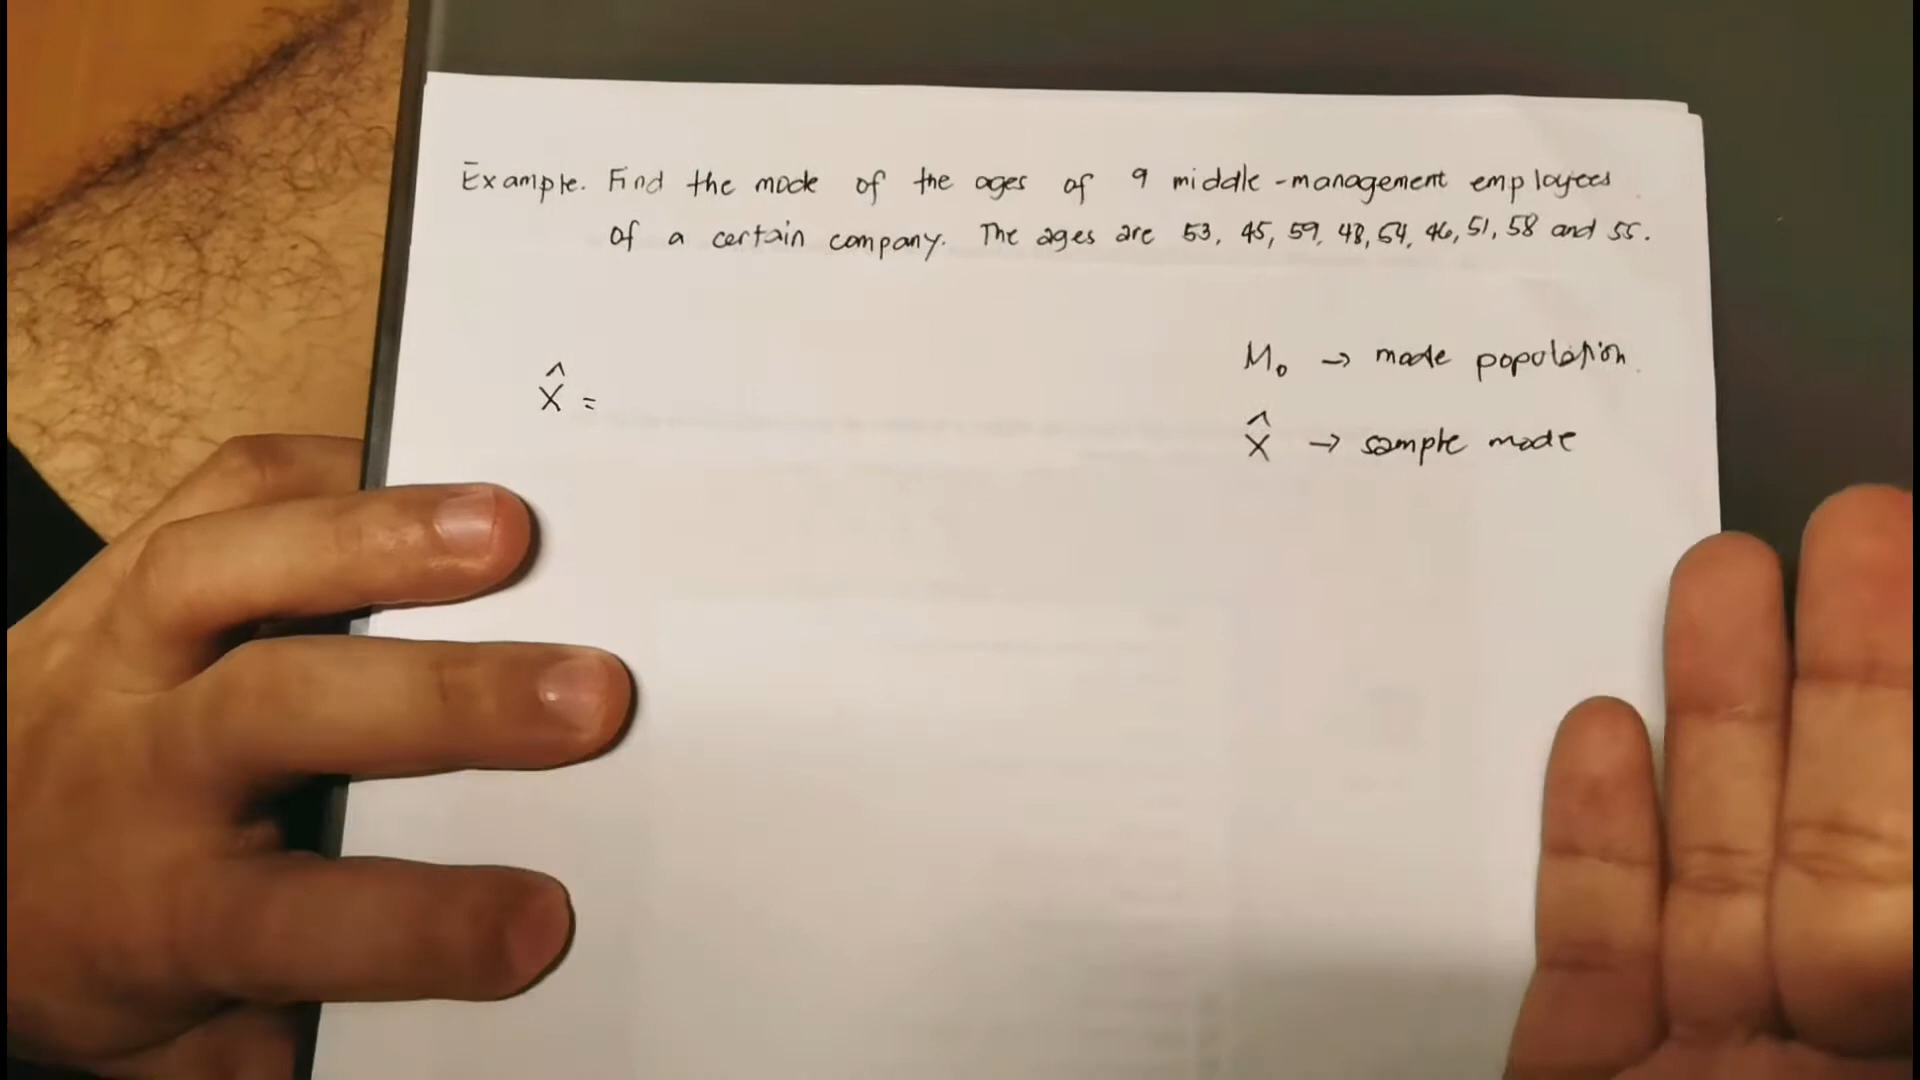 Example. Find the mode of the ages of 9 middle-management employees
of a certain company. The ages are 53, 45, 59, 48, 54, 46, 51, 58 and 55.
M₀ → mode population
X̂ =
X̂ → sample mode